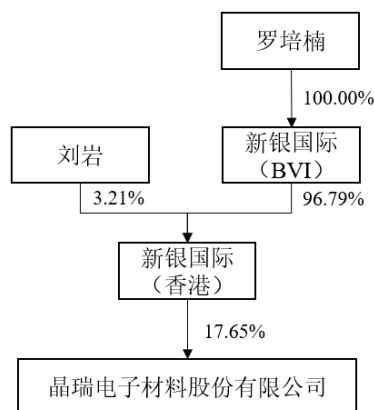 罗培楠
100.00%
刘岩
新银国际
（BVI）
3.21%
96.79%
新银国际
（香港）
17.65%
晶瑞电子材料股份有限公司